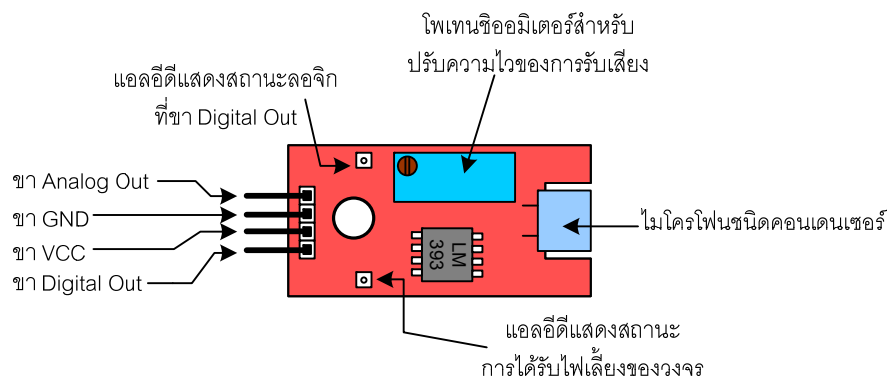 โพเทนชิออมิเตอร์สำหรับ
ปรับความไวของการรับเสียง
แอลอีดีแสดงสถานะลอจิก
ที่ขา Digital Out
ขา Analog Out
ขา GND
ขา VCC
ขา Digital Out
ไมโครโฟนชนิดคอนเดนเซอร์
LM
393
แอลอีดีแสดงสถานะ
การได้รับไฟเลี้ยงของวงจร